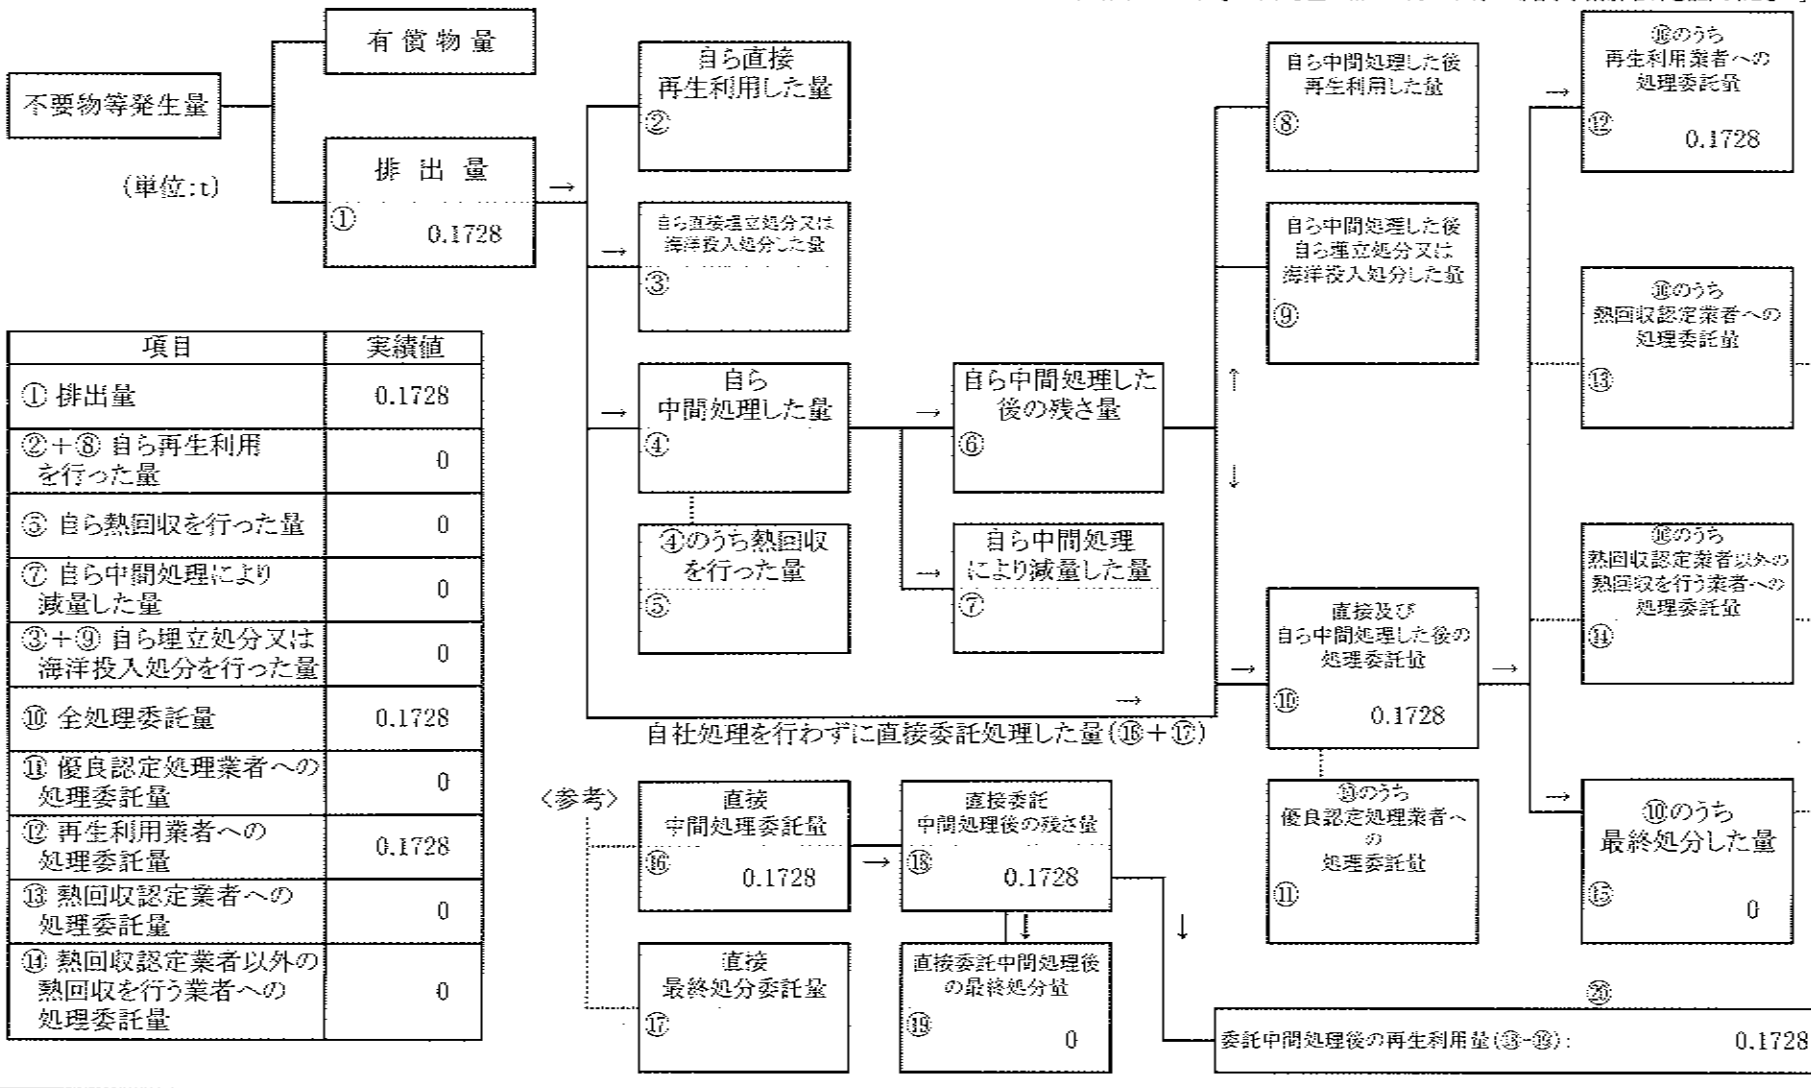 有償物量
不要物等発生量
(単位:t)
排出量
①
0.1728
→
自ら直接
再生利用した量
②
→
自ら直接埋立処分又は
海洋投入処分した量
③
→
自ら
中間処理した量
④
④のうち熱回収
を行った量
⑤
→
自ら中間処理した
後の残さ量
⑥
→
自ら中間処理
により減量した量
⑦
自ら中間処理した後
再生利用した量
⑧
自ら中間処理した後
自ら埋立処分又は
海洋投入処分した量
⑨
↑
↓
→
自社処理を行わずに直接委託処理した量(⑯+⑰)
→
直接及び
自ら中間処理した後の
処理委託量
⑩
0.1728
⑩のうち
優良認定処理業者へ
の
処理委託量
⑪
→
→
⑩のうち
再生利用業者への
処理委託量
⑫
0.1728
⑩のうち
熱回収認定業者への
処理委託量
⑬
⑩のうち
熱回収認定業者以外の
熱回収を行う業者への
処理委託量
⑭
→
⑩のうち
最終処分した量
⑮
0
項目 実績値
① 排出量 0.1728
②+⑧ 自ら再生利用
を行った量 0
⑤ 自ら熱回収を行った量 0
⑦ 自ら中間処理により
減量した量 0
③+⑨ 自ら埋立処分又は
海洋投入処分を行った量 0
⑩ 全処理委託量 0.1728
⑪ 優良認定処理業者への
処理委託量 0
⑫ 再生利用業者への
処理委託量 0.1728
⑬ 熱回収認定業者への
処理委託量 0
⑭ 熱回収認定業者以外の
熱回収を行う業者への
処理委託量 0
〈参考〉
直接
中間処理委託量
⑯
0.1728
→
直接委託
中間処理後の残さ量
⑱
0.1728
↓
↓
直接
最終処分委託量
⑰
直接委託中間処理後
の最終処分量
⑲
0
⑳
委託中間処理後の再生利用量(⑱-⑲): 0.1728